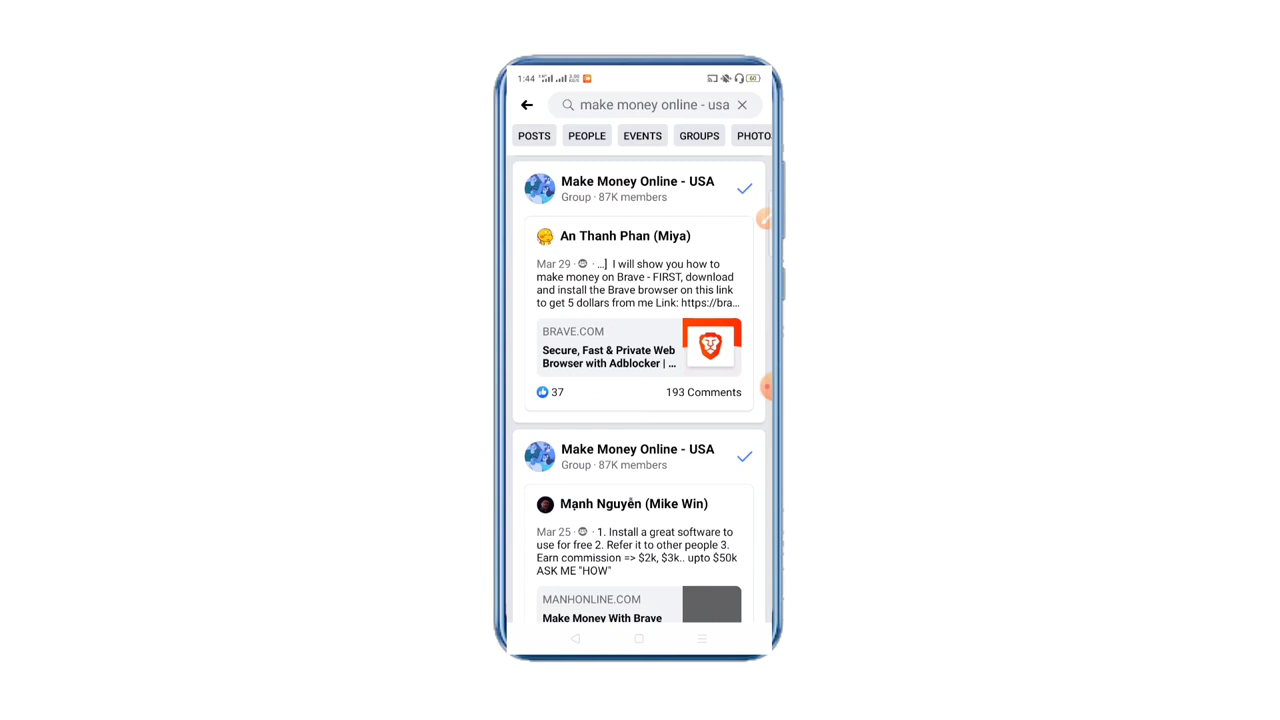 1:44
make money online - usa
POSTS PEOPLE EVENTS GROUPS PHOTO
Make Money Online - USA
Group · 87K members
An Thanh Phan (Miya)
Mar 29 · · ...] I will show you how to
make money on Brave - FIRST, download
and install the Brave browser on this link
to get 5 dollars from me Link: https://bra...
BRAVE.COM
Secure, Fast & Private Web
Browser with Adblocker | ...
37 193 Comments
Make Money Online - USA
Group · 87K members
Mạnh Nguyễn (Mike Win)
Mar 25 · · 1. Install a great software to
use for free 2. Refer it to other people 3.
Earn commission => $2k, $3k.. upto $50k
ASK ME "HOW"
MANHONLINE.COM
Make Money With Brave